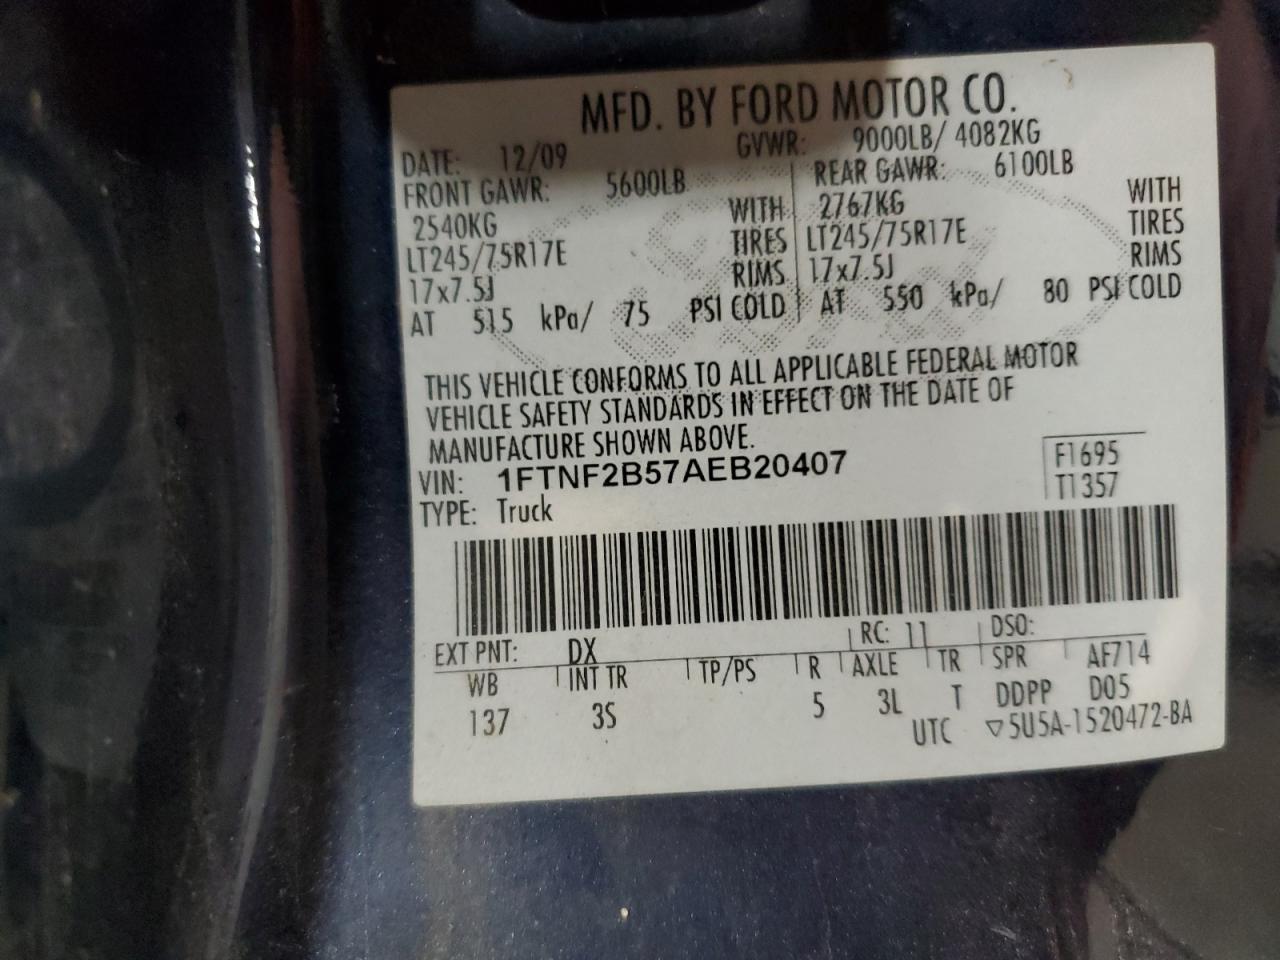 MFD. BY FORD MOTOR CO.
DATE: 12/09 GVWR: 9000LB/ 4082KG
FRONT GAWR: 5600LB REAR GAWR: 6100LB
2540KG WITH 2767KG WITH
LT245/75R17E TIRES LT245/75R17E TIRES
17x7.5J RIMS 17x7.5J RIMS
AT 515 kPa/ 75 PSI COLD AT 550 kPa/ 80 PSI COLD
THIS VEHICLE CONFORMS TO ALL APPLICABLE FEDERAL MOTOR
VEHICLE SAFETY STANDARDS IN EFFECT ON THE DATE OF
MANUFACTURE SHOWN ABOVE.
VIN: 1FTNF2B57AEB20407 F1695
TYPE: Truck T1357
EXT PNT: DX RC: 11 DSO:
WB INT TR TP/PS R AXLE TR SPR AF714
137 3S 5 3L T DDPP D05
UTC ▽5U5A-1520472-BA